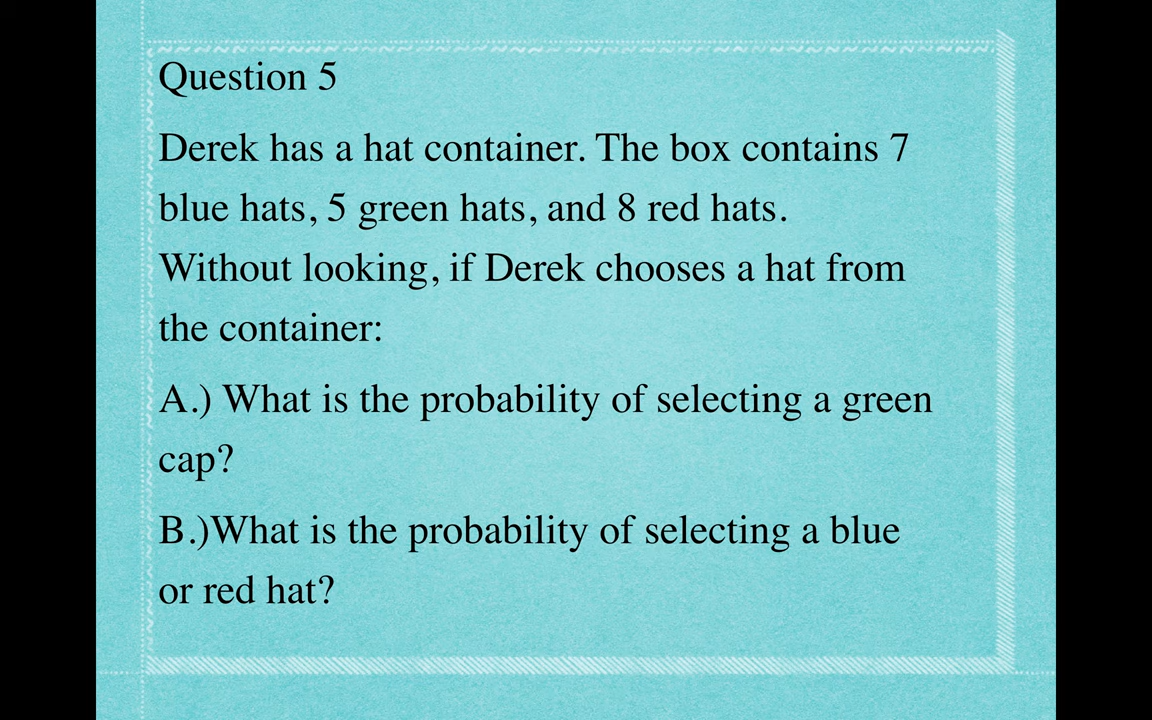 Question 5
Derek has a hat container. The box contains 7
blue hats, 5 green hats, and 8 red hats.
Without looking, if Derek chooses a hat from
the container:
A.) What is the probability of selecting a green
cap?
B.)What is the probability of selecting a blue
or red hat?